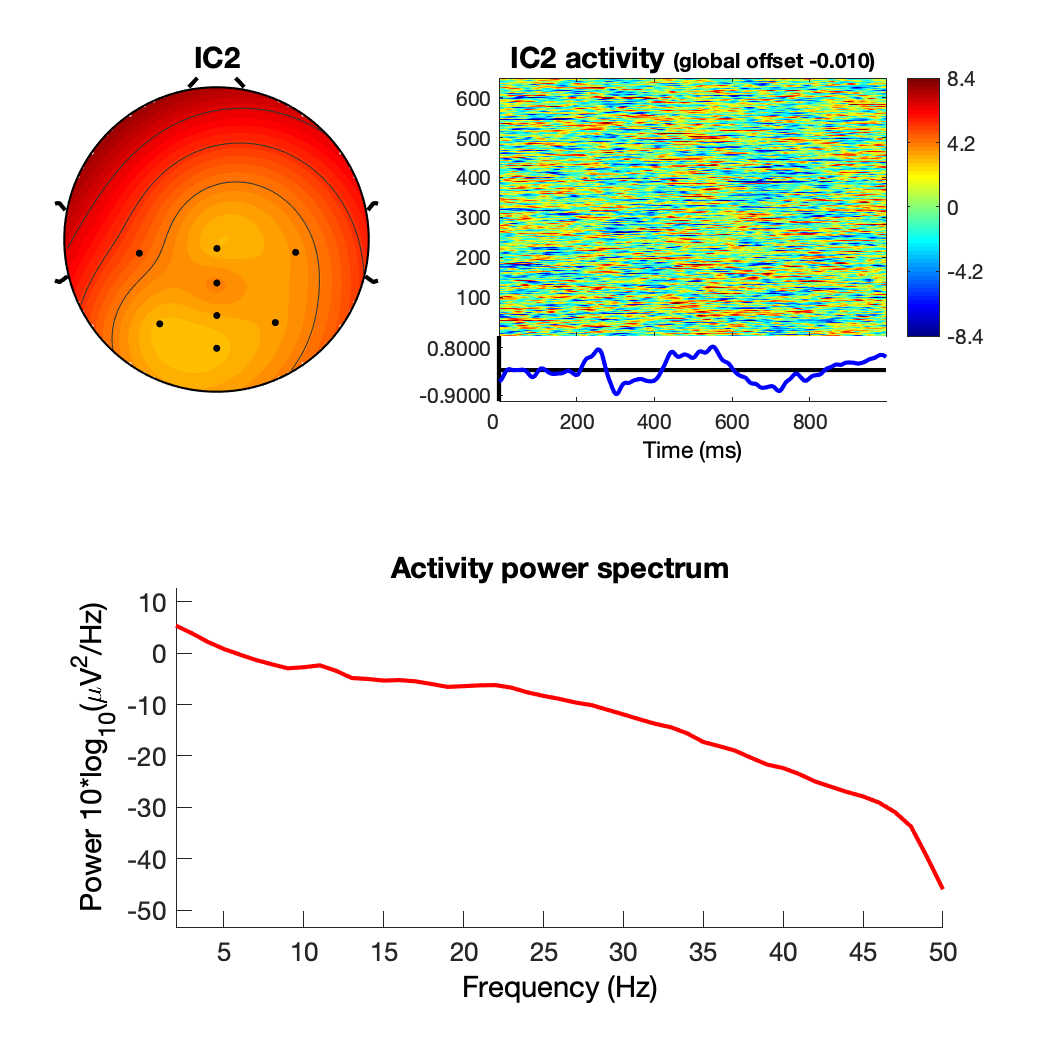 IC2
IC2 activity (global offset -0.010)
600
500
400
300
200
100
8.4
4.2
0
-4.2
-8.4
0.8000
-0.9000
0 200 400 600 800
Time (ms)
Activity power spectrum
Power 10*log10(μV2/Hz)
10
0
-10
-20
-30
-40
-50
5 10 15 20 25 30 35 40 45 50
Frequency (Hz)